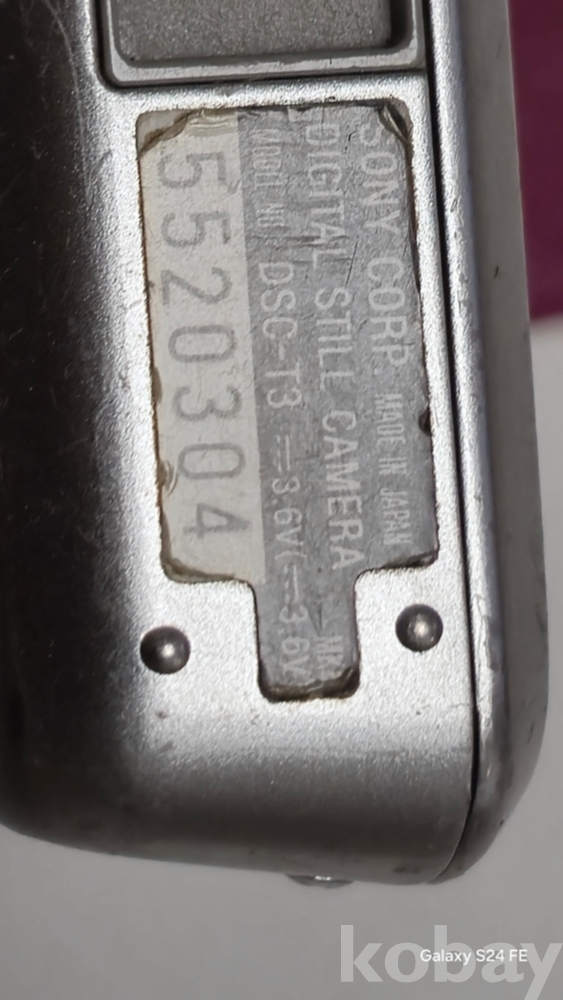 SONY CORP. MADE IN JAPAN
DIGITAL STILL CAMERA
MODEL NO. DSC-T3 ⎓3.6V(⎓3.6V
5520304
kobay
Galaxy S24 FE